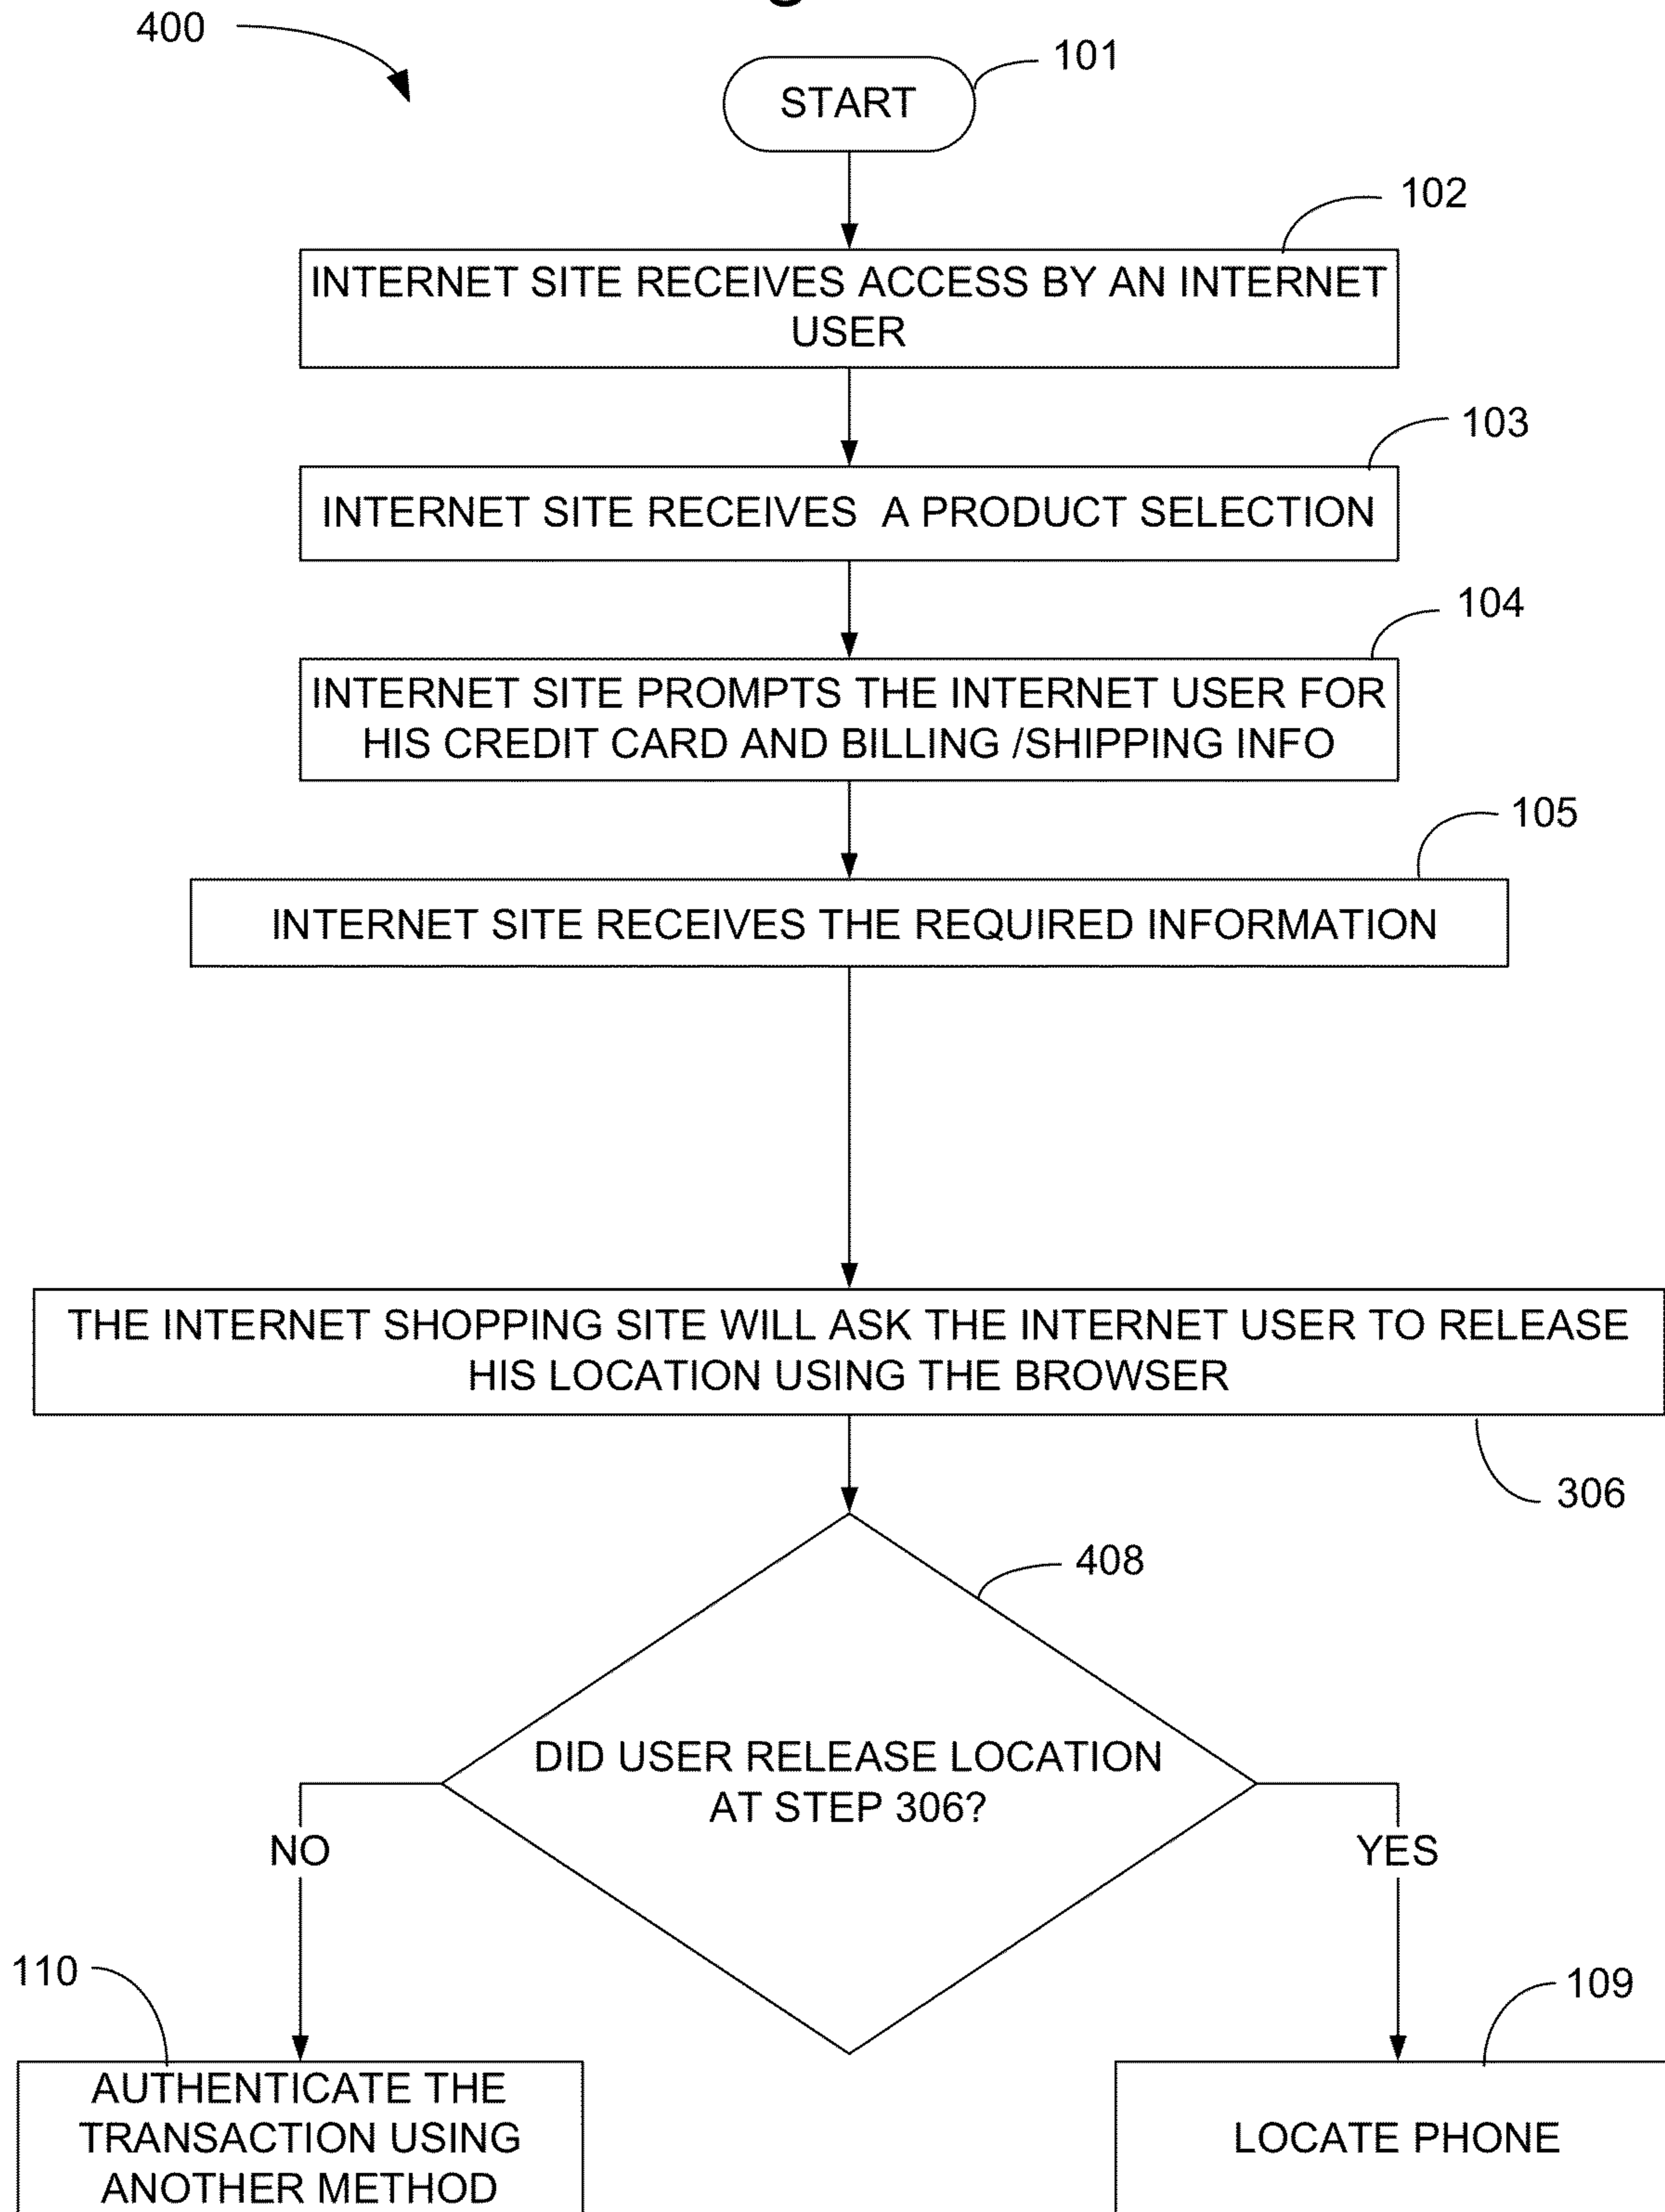 400
101
START
102
INTERNET SITE RECEIVES ACCESS BY AN INTERNET
USER
103
INTERNET SITE RECEIVES  A PRODUCT SELECTION
104
INTERNET SITE PROMPTS THE INTERNET USER FOR
HIS CREDIT CARD AND BILLING /SHIPPING INFO
105
INTERNET SITE RECEIVES THE REQUIRED INFORMATION
THE INTERNET SHOPPING SITE WILL ASK THE INTERNET USER TO RELEASE
HIS LOCATION USING THE BROWSER
306
408
DID USER RELEASE LOCATION
AT STEP 306?
NO
YES
110
109
AUTHENTICATE THE
TRANSACTION USING
ANOTHER METHOD
LOCATE PHONE